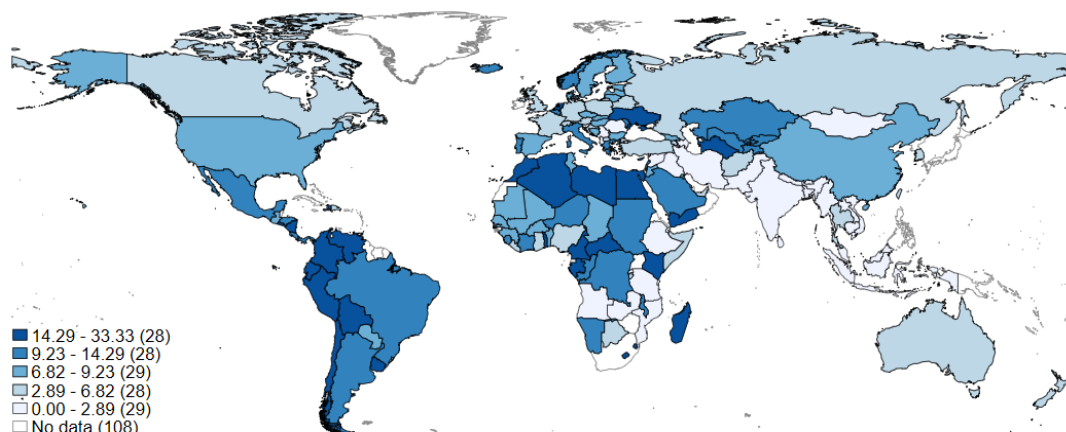 14.29 - 33.33 (28)
9.23 - 14.29 (28)
6.82 - 9.23 (29)
2.89 - 6.82 (28)
0.00 - 2.89 (29)
No data (108)